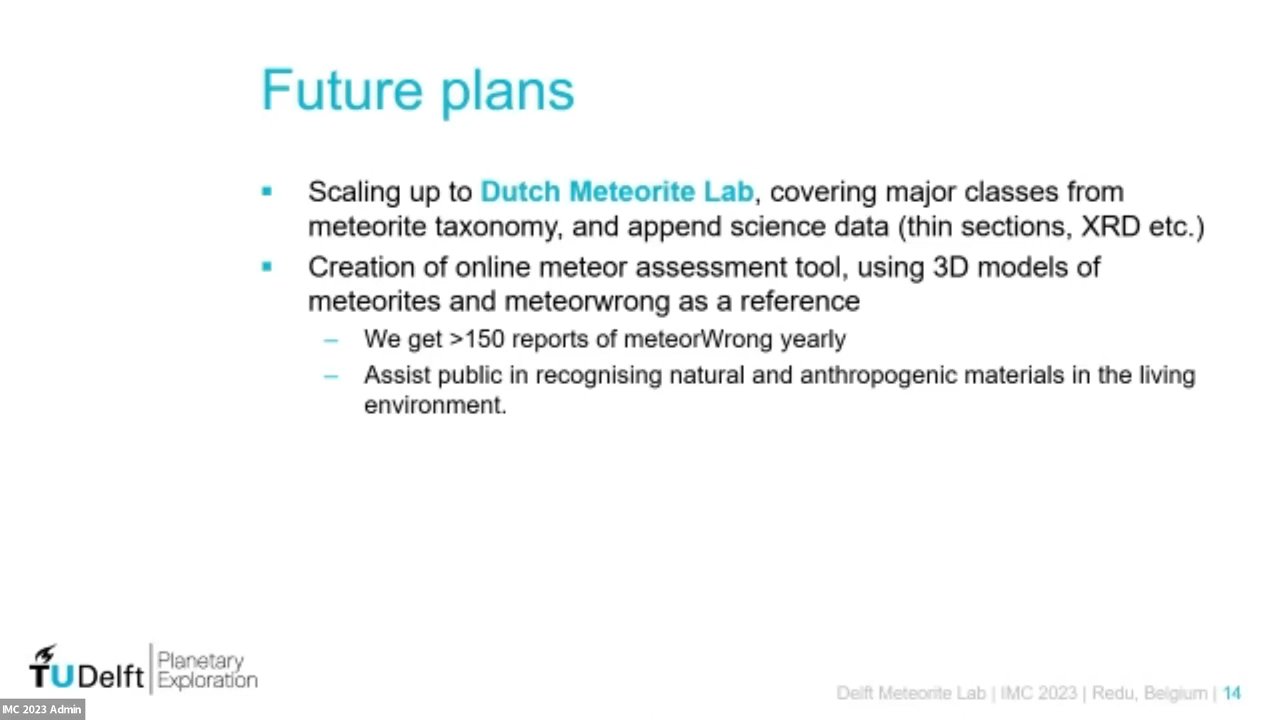 Future plans
▪ Scaling up to Dutch Meteorite Lab, covering major classes from
meteorite taxonomy, and append science data (thin sections, XRD etc.)
▪ Creation of online meteor assessment tool, using 3D models of
meteorites and meteorwrong as a reference
– We get >150 reports of meteorWrong yearly
– Assist public in recognising natural and anthropogenic materials in the living
environment.
TUDelft
Planetary
Exploration
Delft Meteorite Lab | IMC 2023 | Redu, Belgium | 14
IMC 2023 Admin